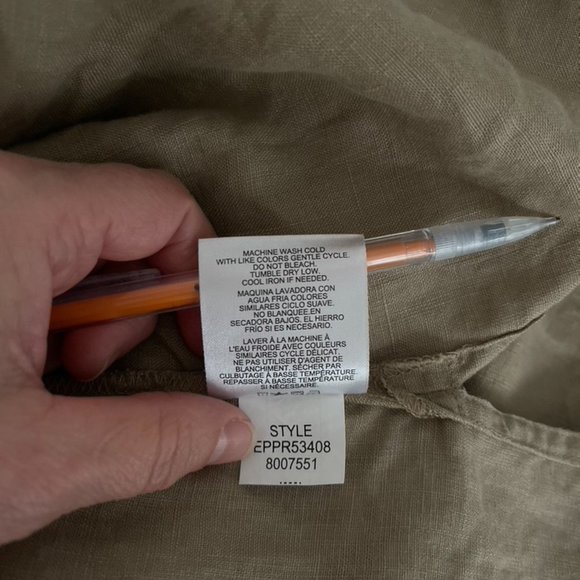 MACHINE WASH COLD
WITH LIKE COLORS GENTLE CYCLE.
DO NOT BLEACH.
TUMBLE DRY LOW.
COOL IRON IF NEEDED.
MAQUINA LAVADORA CON
AGUA FRIA COLORES
SIMILARES CICLO SUAVE.
NO BLANQUEE.EN
SECADORA BAJOS. EL HIERRO
FRÍO SI ES NECESARIO.
LAVER À LA MACHINE À
L'EAU FROIDE AVEC COULEURS
SIMILAIRES CYCLE DÉLICAT.
NE PAS UTILISER D'AGENT DE
BLANCHIMENT. SÉCHER PAR
CULBUTAGE À BASSE TEMPÉRATURE.
REPASSER À BASSE TEMPÉRATURE
SI NÉCESSAIRE.
STYLE
EPPR53408
8007551